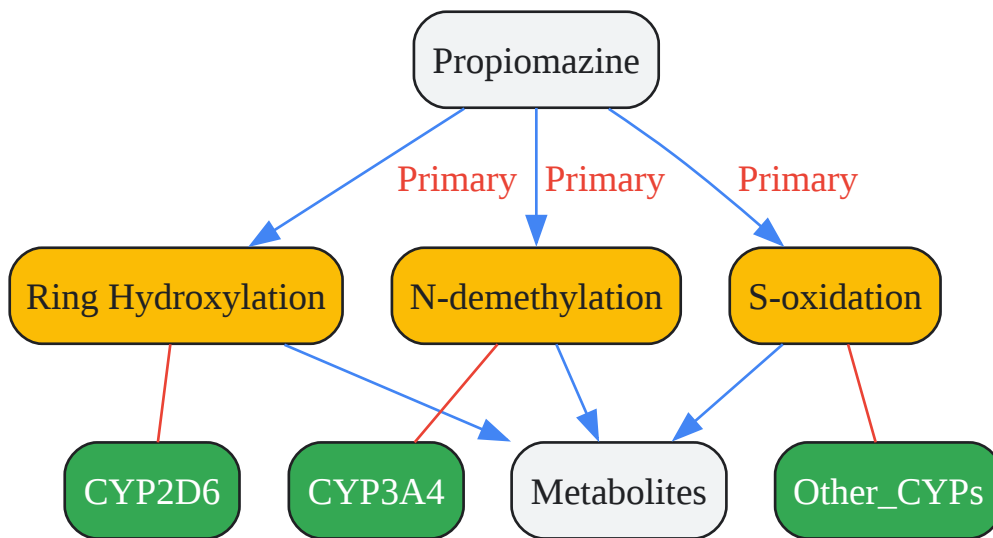 Propiomazine
Primary
Primary
Primary
Ring Hydroxylation
N-demethylation
S-oxidation
CYP2D6
CYP3A4
Metabolites
Other_CYPs